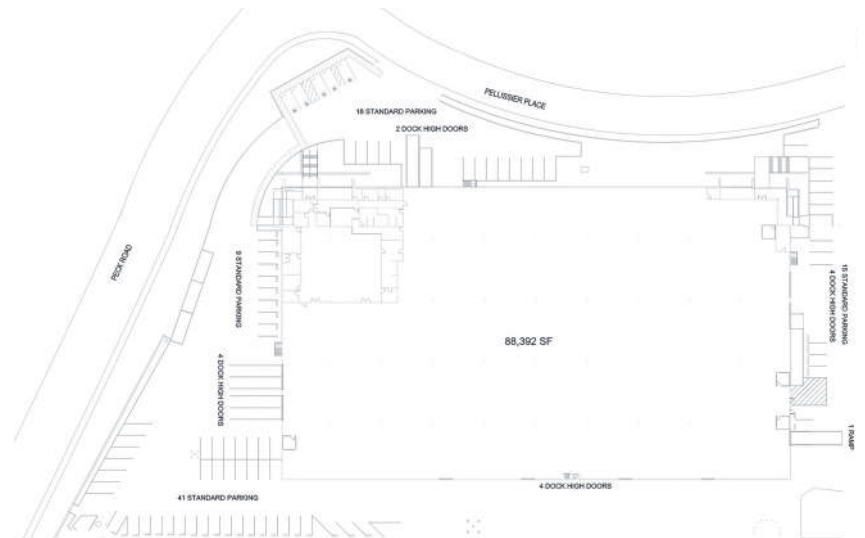 PELLISSIER PLACE
18 STANDARD PARKING
2 DOCK HIGH DOORS
PECK ROAD
9 STANDARD PARKING
15 STANDARD PARKING
4 DOCK HIGH DOORS
88,392 SF
4 DOCK HIGH DOORS
1 RAMP
4 DOCK HIGH DOORS
41 STANDARD PARKING